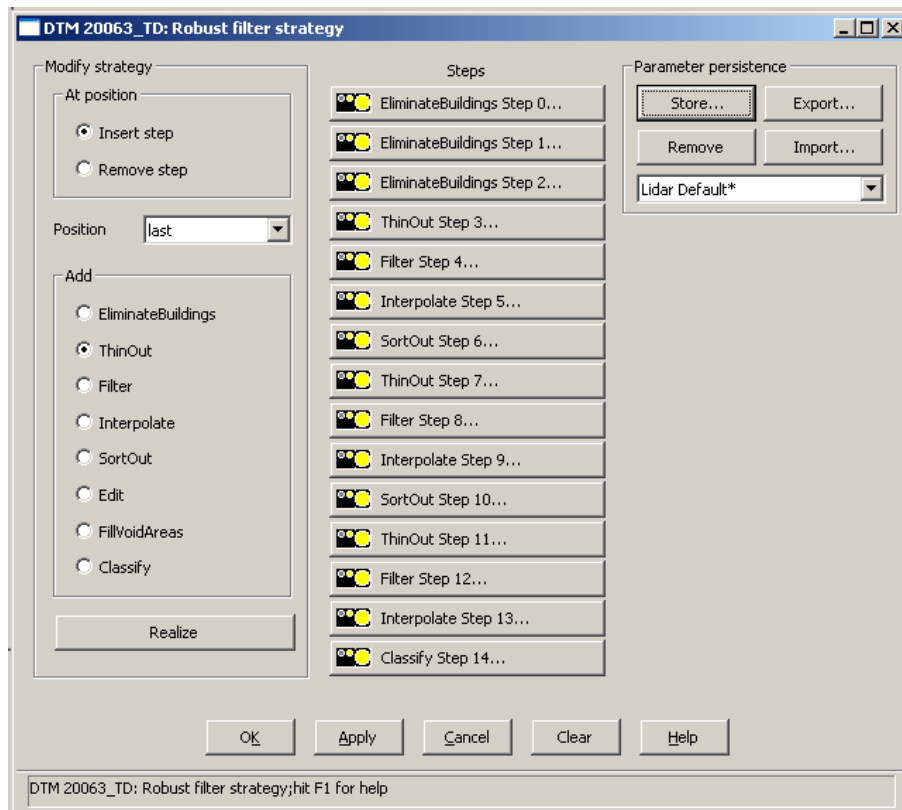 DTM 20063_TD: Robust filter strategy
Modify strategy
At position
Insert step
Remove step
Position last
Add
EliminateBuildings
ThinOut
Filter
Interpolate
SortOut
Edit
FillVoidAreas
Classify
Realize
Steps
EliminateBuildings Step 0...
EliminateBuildings Step 1...
EliminateBuildings Step 2...
ThinOut Step 3...
Filter Step 4...
Interpolate Step 5...
SortOut Step 6...
ThinOut Step 7...
Filter Step 8...
Interpolate Step 9...
SortOut Step 10...
ThinOut Step 11...
Filter Step 12...
Interpolate Step 13...
Classify Step 14...
Parameter persistence
Store... Export...
Remove Import...
Lidar Default*
OK Apply Cancel Clear Help
DTM 20063_TD: Robust filter strategy;hit F1 for help